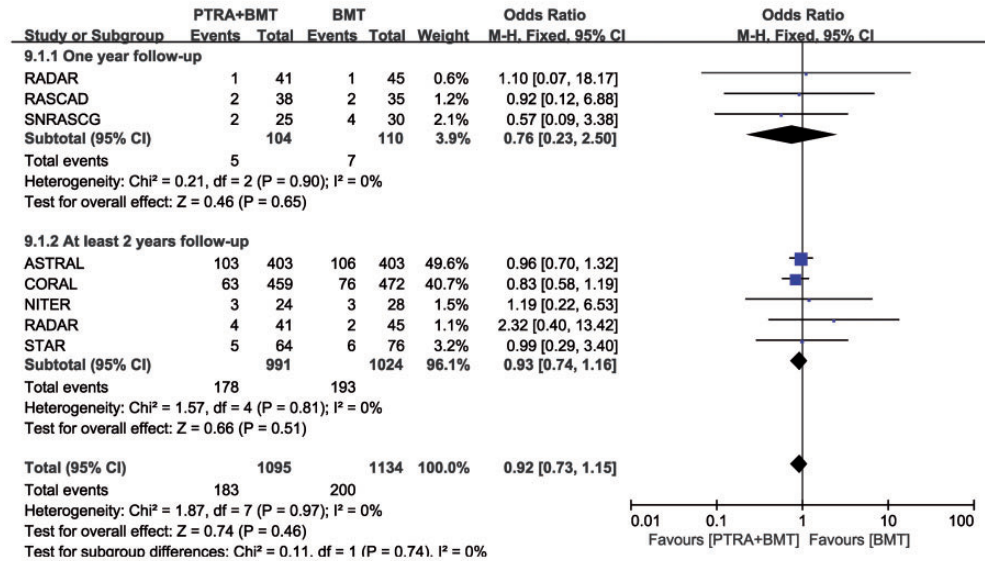 PTRA+BMT BMT Odds Ratio Odds Ratio
Study or Subgroup Events Total Events Total Weight M-H, Fixed, 95% CI M-H, Fixed, 95% CI
9.1.1 One year follow-up
RADAR 1 41 1 45 0.6% 1.10 [0.07, 18.17]
RASCAD 2 38 2 35 1.2% 0.92 [0.12, 6.88]
SNRASCG 2 25 4 30 2.1% 0.57 [0.09, 3.38]
Subtotal (95% CI) 104 110 3.9% 0.76 [0.23, 2.50]
Total events 5 7
Heterogeneity: Chi² = 0.21, df = 2 (P = 0.90); I² = 0%
Test for overall effect: Z = 0.46 (P = 0.65)
9.1.2 At least 2 years follow-up
ASTRAL 103 403 106 403 49.6% 0.96 [0.70, 1.32]
CORAL 63 459 76 472 40.7% 0.83 [0.58, 1.19]
NITER 3 24 3 28 1.5% 1.19 [0.22, 6.53]
RADAR 4 41 2 45 1.1% 2.32 [0.40, 13.42]
STAR 5 64 6 76 3.2% 0.99 [0.29, 3.40]
Subtotal (95% CI) 991 1024 96.1% 0.93 [0.74, 1.16]
Total events 178 193
Heterogeneity: Chi² = 1.57, df = 4 (P = 0.81); I² = 0%
Test for overall effect: Z = 0.66 (P = 0.51)
Total (95% CI) 1095 1134 100.0% 0.92 [0.73, 1.15]
Total events 183 200
Heterogeneity: Chi² = 1.87, df = 7 (P = 0.97); I² = 0%
Test for overall effect: Z = 0.74 (P = 0.46)
Test for subgroup differences: Chi² = 0.11, df = 1 (P = 0.74), I² = 0%
0.01 0.1 1 10 100
Favours [PTRA+BMT] Favours [BMT]